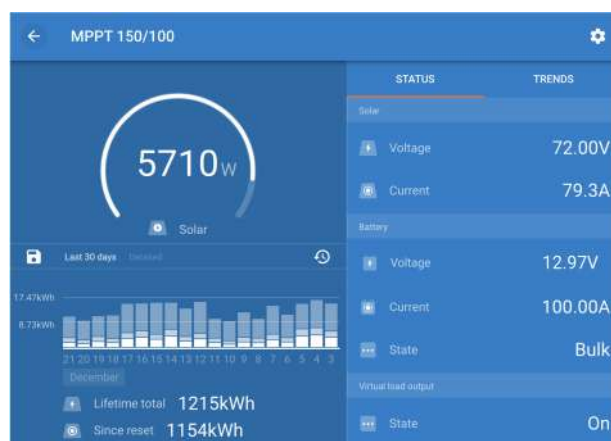 MPPT 150/100
STATUS TRENDS
5710W
Solar
Last 30 days Detailed
17.47kWh
8.73kWh
21 20 19 18 17 16 15 14 13 12 11 10 9 8 7 6 5 4 3
December
Lifetime total 1215kWh
Since reset 1154kWh
Solar
Voltage 72.00V
Current 79.3A
Battery
Voltage 12.97V
Current 100.00A
State Bulk
Virtual load output
State On